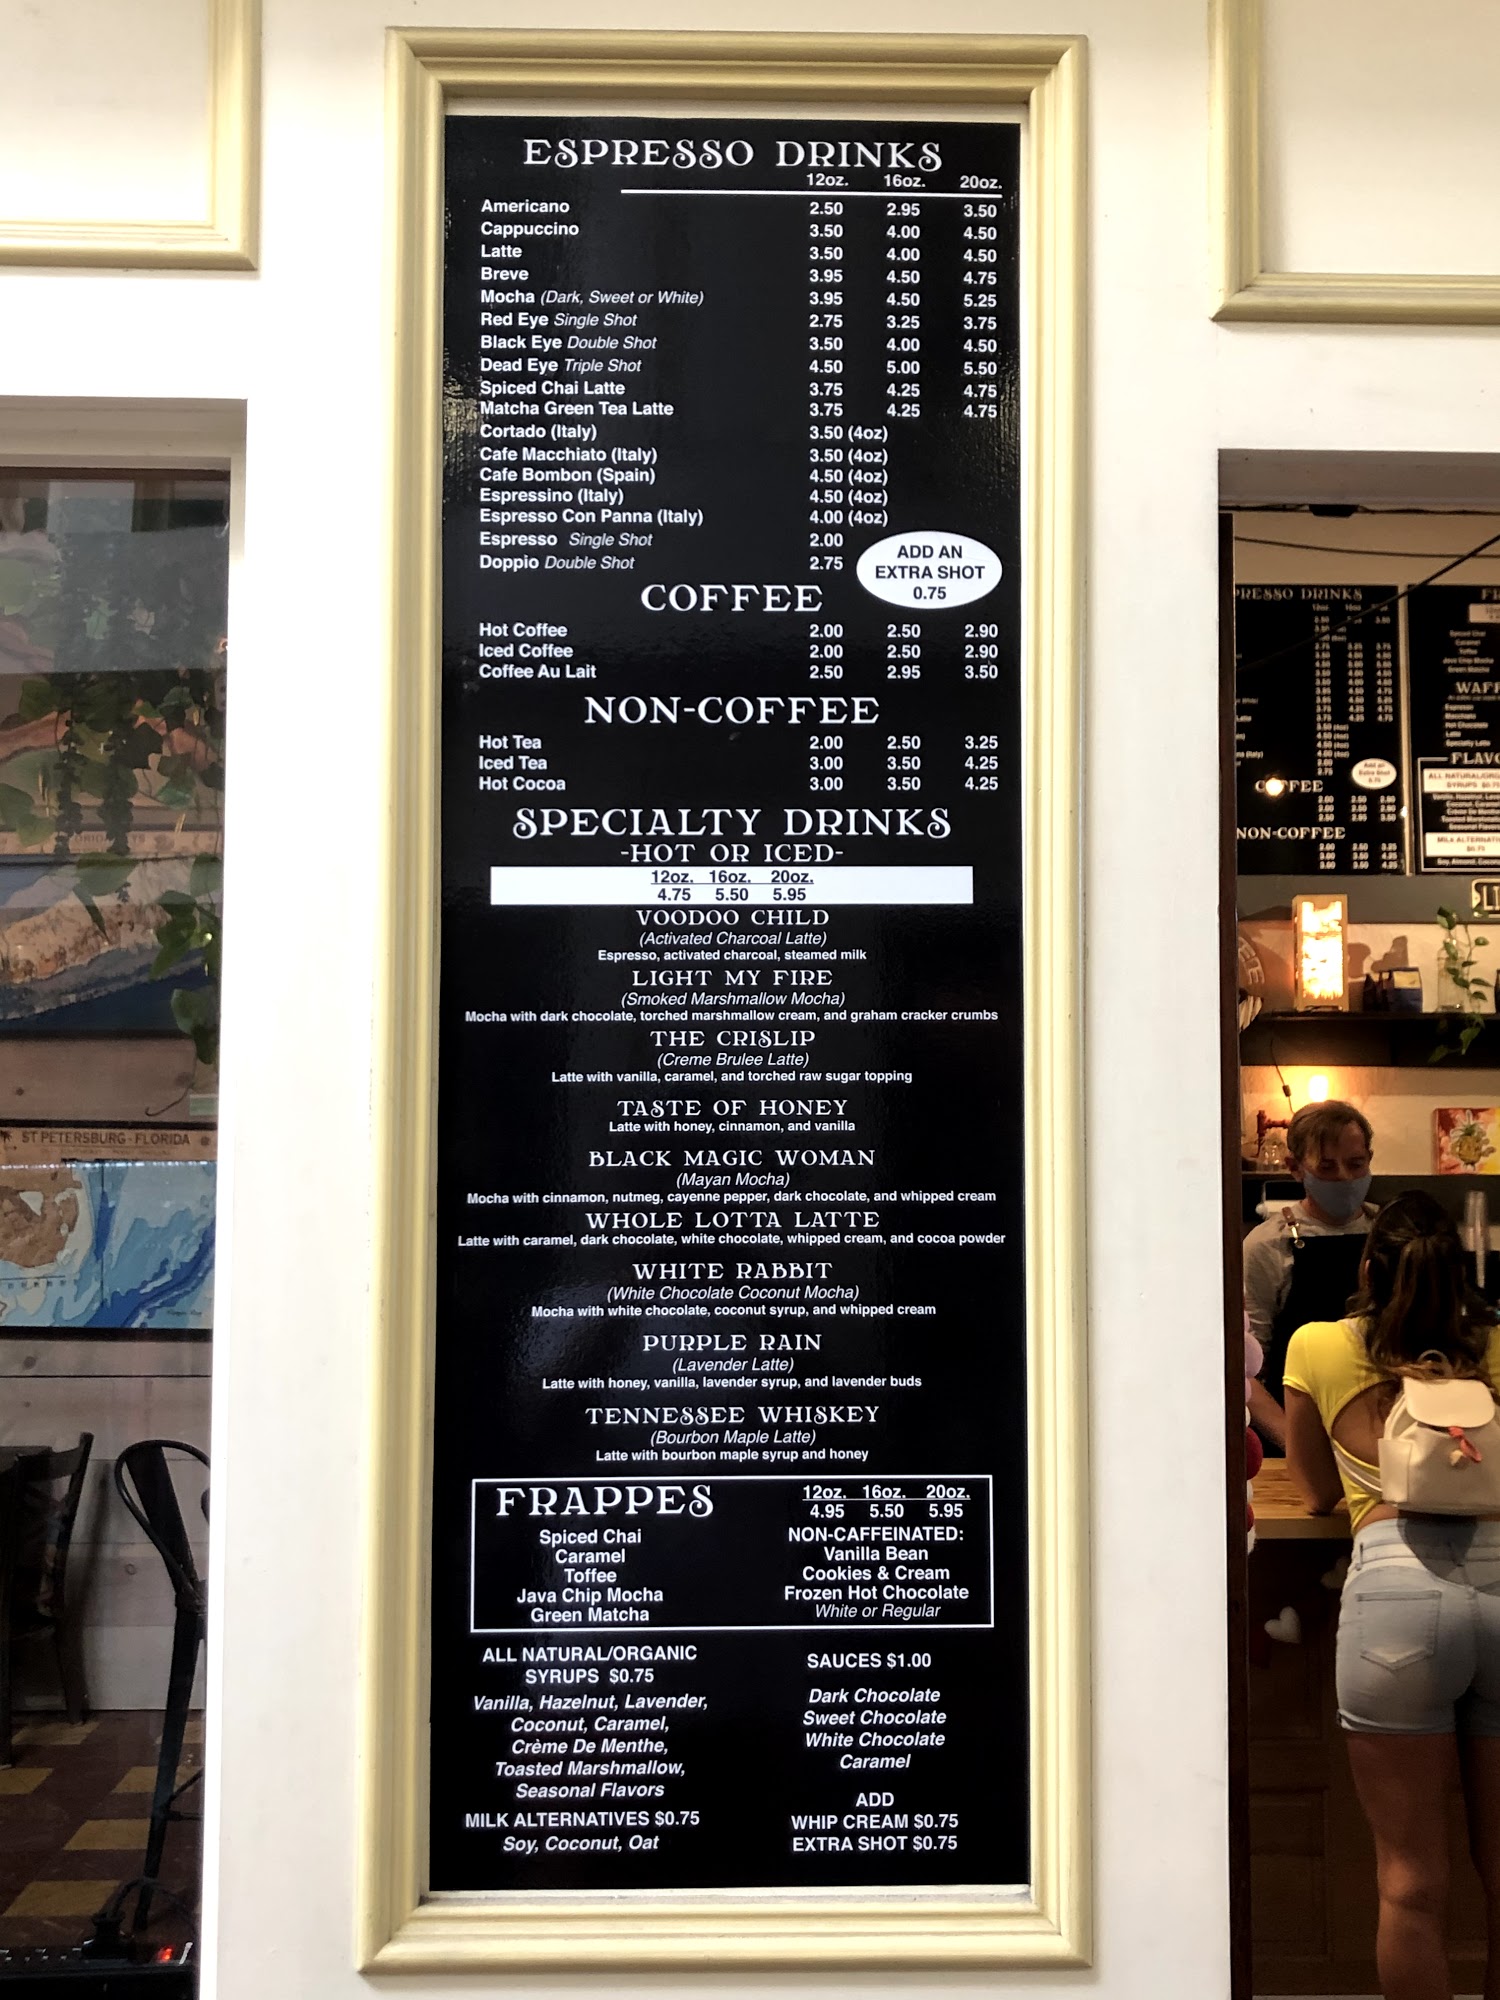 ESPRESSO DRINKS
12oz. 16oz. 20oz.
Americano 2.50 2.95 3.50
Cappuccino 3.50 4.00 4.50
Latte 3.50 4.00 4.50
Breve 3.95 4.50 4.75
Mocha (Dark, Sweet or White) 3.95 4.50 5.25
Red Eye Single Shot 2.75 3.25 3.75
Black Eye Double Shot 3.50 4.00 4.50
Dead Eye Triple Shot 4.50 5.00 5.50
Spiced Chai Latte 3.75 4.25 4.75
Matcha Green Tea Latte 3.75 4.25 4.75
Cortado (Italy) 3.50 (4oz)
Cafe Macchiato (Italy) 3.50 (4oz)
Cafe Bombon (Spain) 4.50 (4oz)
Espressino (Italy) 4.50 (4oz)
Espresso Con Panna (Italy) 4.00 (4oz)
Espresso Single Shot 2.00
Doppio Double Shot 2.75
ADD AN
EXTRA SHOT
0.75
COFFEE
Hot Coffee 2.00 2.50 2.90
Iced Coffee 2.00 2.50 2.90
Coffee Au Lait 2.50 2.95 3.50
NON-COFFEE
Hot Tea 2.00 2.50 3.25
Iced Tea 3.00 3.50 4.25
Hot Cocoa 3.00 3.50 4.25
SPECIALTY DRINKS
-HOT OR ICED-
12oz. 16oz. 20oz.
4.75 5.50 5.95
VOODOO CHILD
(Activated Charcoal Latte)
Espresso, activated charcoal, steamed milk
LIGHT MY FIRE
(Smoked Marshmallow Mocha)
Mocha with dark chocolate, torched marshmallow cream, and graham cracker crumbs
THE CRISLIP
(Creme Brulee Latte)
Latte with vanilla, caramel, and torched raw sugar topping
TASTE OF HONEY
Latte with honey, cinnamon, and vanilla
BLACK MAGIC WOMAN
(Mayan Mocha)
Mocha with cinnamon, nutmeg, cayenne pepper, dark chocolate, and whipped cream
WHOLE LOTTA LATTE
Latte with caramel, dark chocolate, white chocolate, whipped cream, and cocoa powder
WHITE RABBIT
(White Chocolate Coconut Mocha)
Mocha with white chocolate, coconut syrup, and whipped cream
PURPLE RAIN
(Lavender Latte)
Latte with honey, vanilla, lavender syrup, and lavender buds
TENNESSEE WHISKEY
(Bourbon Maple Latte)
Latte with bourbon maple syrup and honey
FRAPPES
Spiced Chai
Caramel
Toffee
Java Chip Mocha
Green Matcha
12oz. 16oz. 20oz.
4.95 5.50 5.95
NON-CAFFEINATED:
Vanilla Bean
Cookies & Cream
Frozen Hot Chocolate
White or Regular
ALL NATURAL/ORGANIC
SYRUPS $0.75
Vanilla, Hazelnut, Lavender,
Coconut, Caramel,
Crème De Menthe,
Toasted Marshmallow,
Seasonal Flavors
MILK ALTERNATIVES $0.75
Soy, Coconut, Oat
SAUCES $1.00
Dark Chocolate
Sweet Chocolate
White Chocolate
Caramel
ADD
WHIP CREAM $0.75
EXTRA SHOT $0.75
ST PETERSBURG - FLORIDA
DRINKS
NON-COFFEE